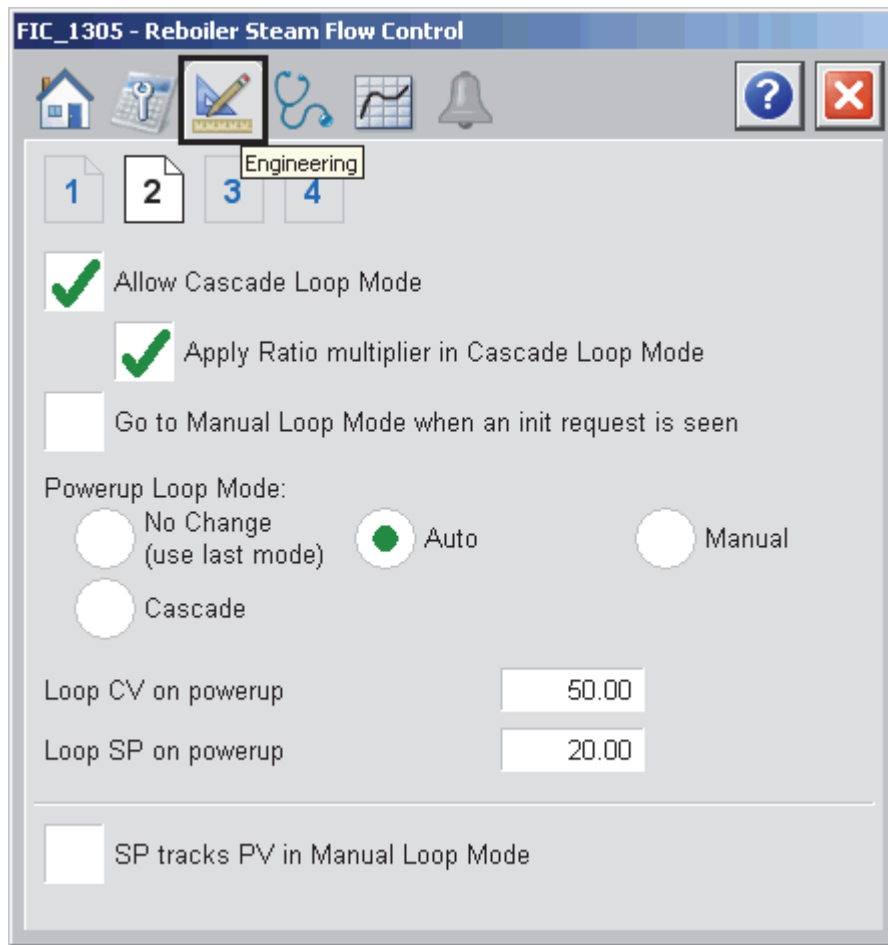 FIC_1305 - Reboiler Steam Flow Control
?
Engineering
1 2 3 4
Allow Cascade Loop Mode
Apply Ratio multiplier in Cascade Loop Mode
Go to Manual Loop Mode when an init request is seen
Powerup Loop Mode:
No Change
(use last mode)
Auto
Manual
Cascade
Loop CV on powerup 50.00
Loop SP on powerup 20.00
SP tracks PV in Manual Loop Mode